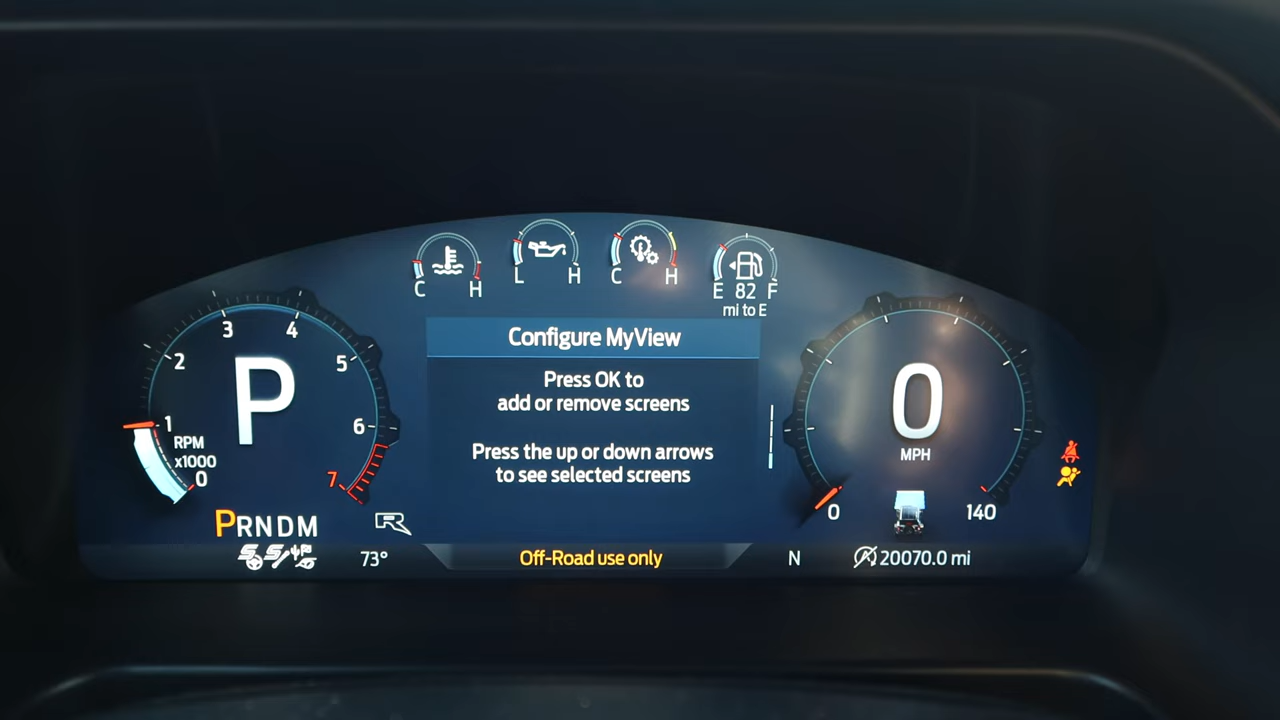 C H
L H
C H
E 82 F
mi to E
Configure MyView
Press OK to
add or remove screens
Press the up or down arrows
to see selected screens
3 4
2 5
1 6
0 7
P
RPM
x1000
PRNDM
R
0
MPH
0 140
S S
73°
Off-Road use only
N
A
20070.0 mi